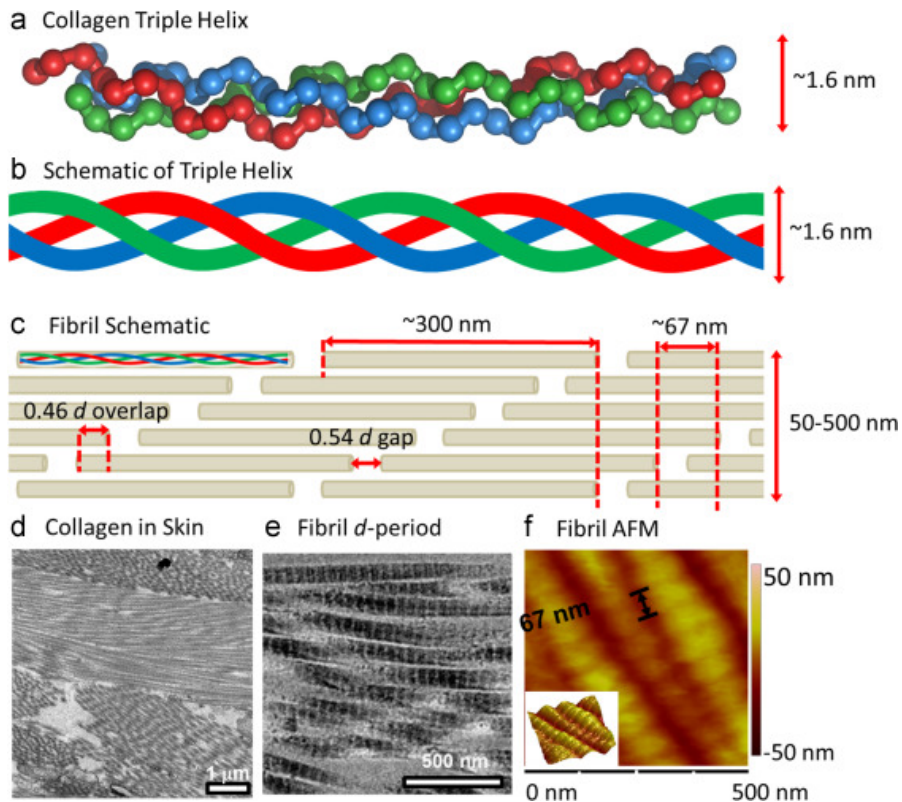 a Collagen Triple Helix
~1.6 nm
b Schematic of Triple Helix
~1.6 nm
c Fibril Schematic
~300 nm
~67 nm
0.46 d overlap
0.54 d gap
50-500 nm
d Collagen in Skin
e Fibril d-period
f Fibril AFM
1 μm
500 nm
67 nm
50 nm
-50 nm
0 nm
500 nm